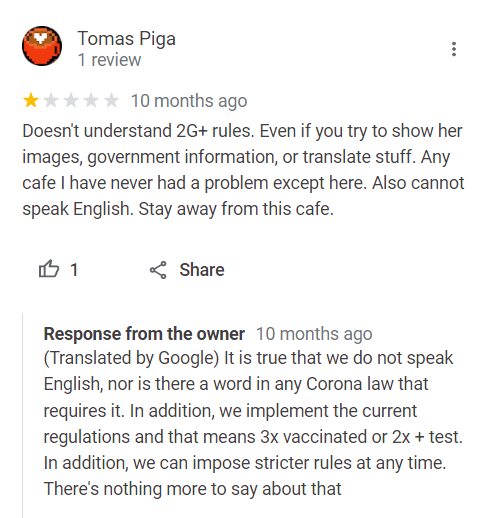 Tomas Piga
1 review
10 months ago
Doesn't understand 2G+ rules. Even if you try to show her
images, government information, or translate stuff. Any
cafe I have never had a problem except here. Also cannot
speak English. Stay away from this cafe.
1
Share
Response from the owner 10 months ago
(Translated by Google) It is true that we do not speak
English, nor is there a word in any Corona law that
requires it. In addition, we implement the current
regulations and that means 3x vaccinated or 2x + test.
In addition, we can impose stricter rules at any time.
There's nothing more to say about that